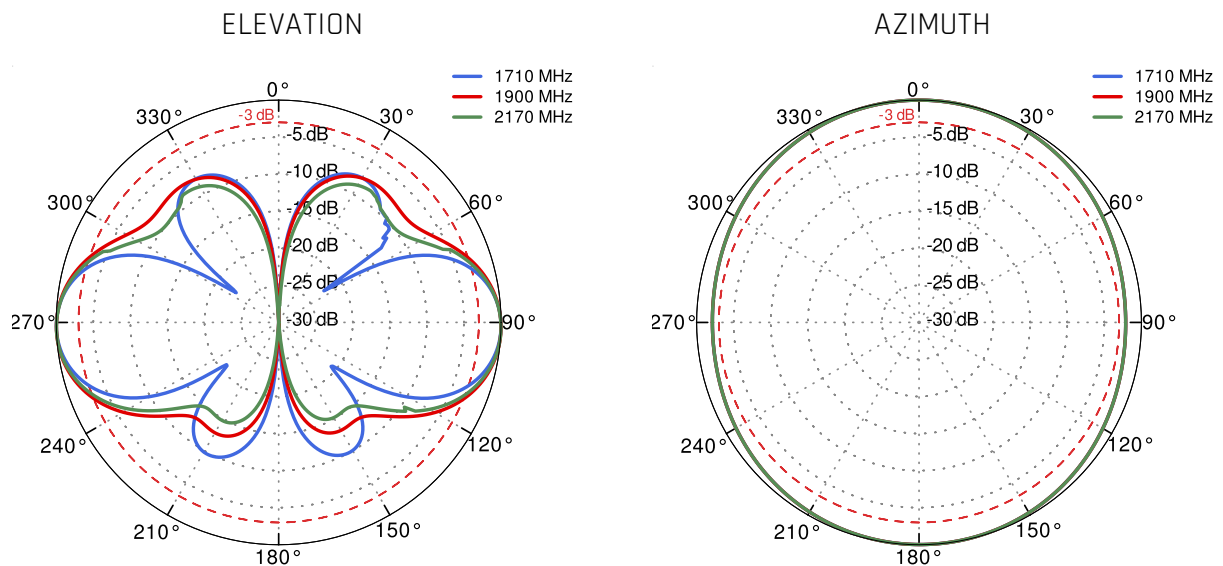 ELEVATION
AZIMUTH
1710 MHz
1900 MHz
2170 MHz
0°
30°
60°
90°
120°
150°
180°
210°
240°
270°
300°
330°
-3 dB
-5 dB
-10 dB
-15 dB
-20 dB
-25 dB
-30 dB
1710 MHz
1900 MHz
2170 MHz
0°
30°
60°
90°
120°
150°
180°
210°
240°
270°
300°
330°
-3 dB
-5 dB
-10 dB
-15 dB
-20 dB
-25 dB
-30 dB